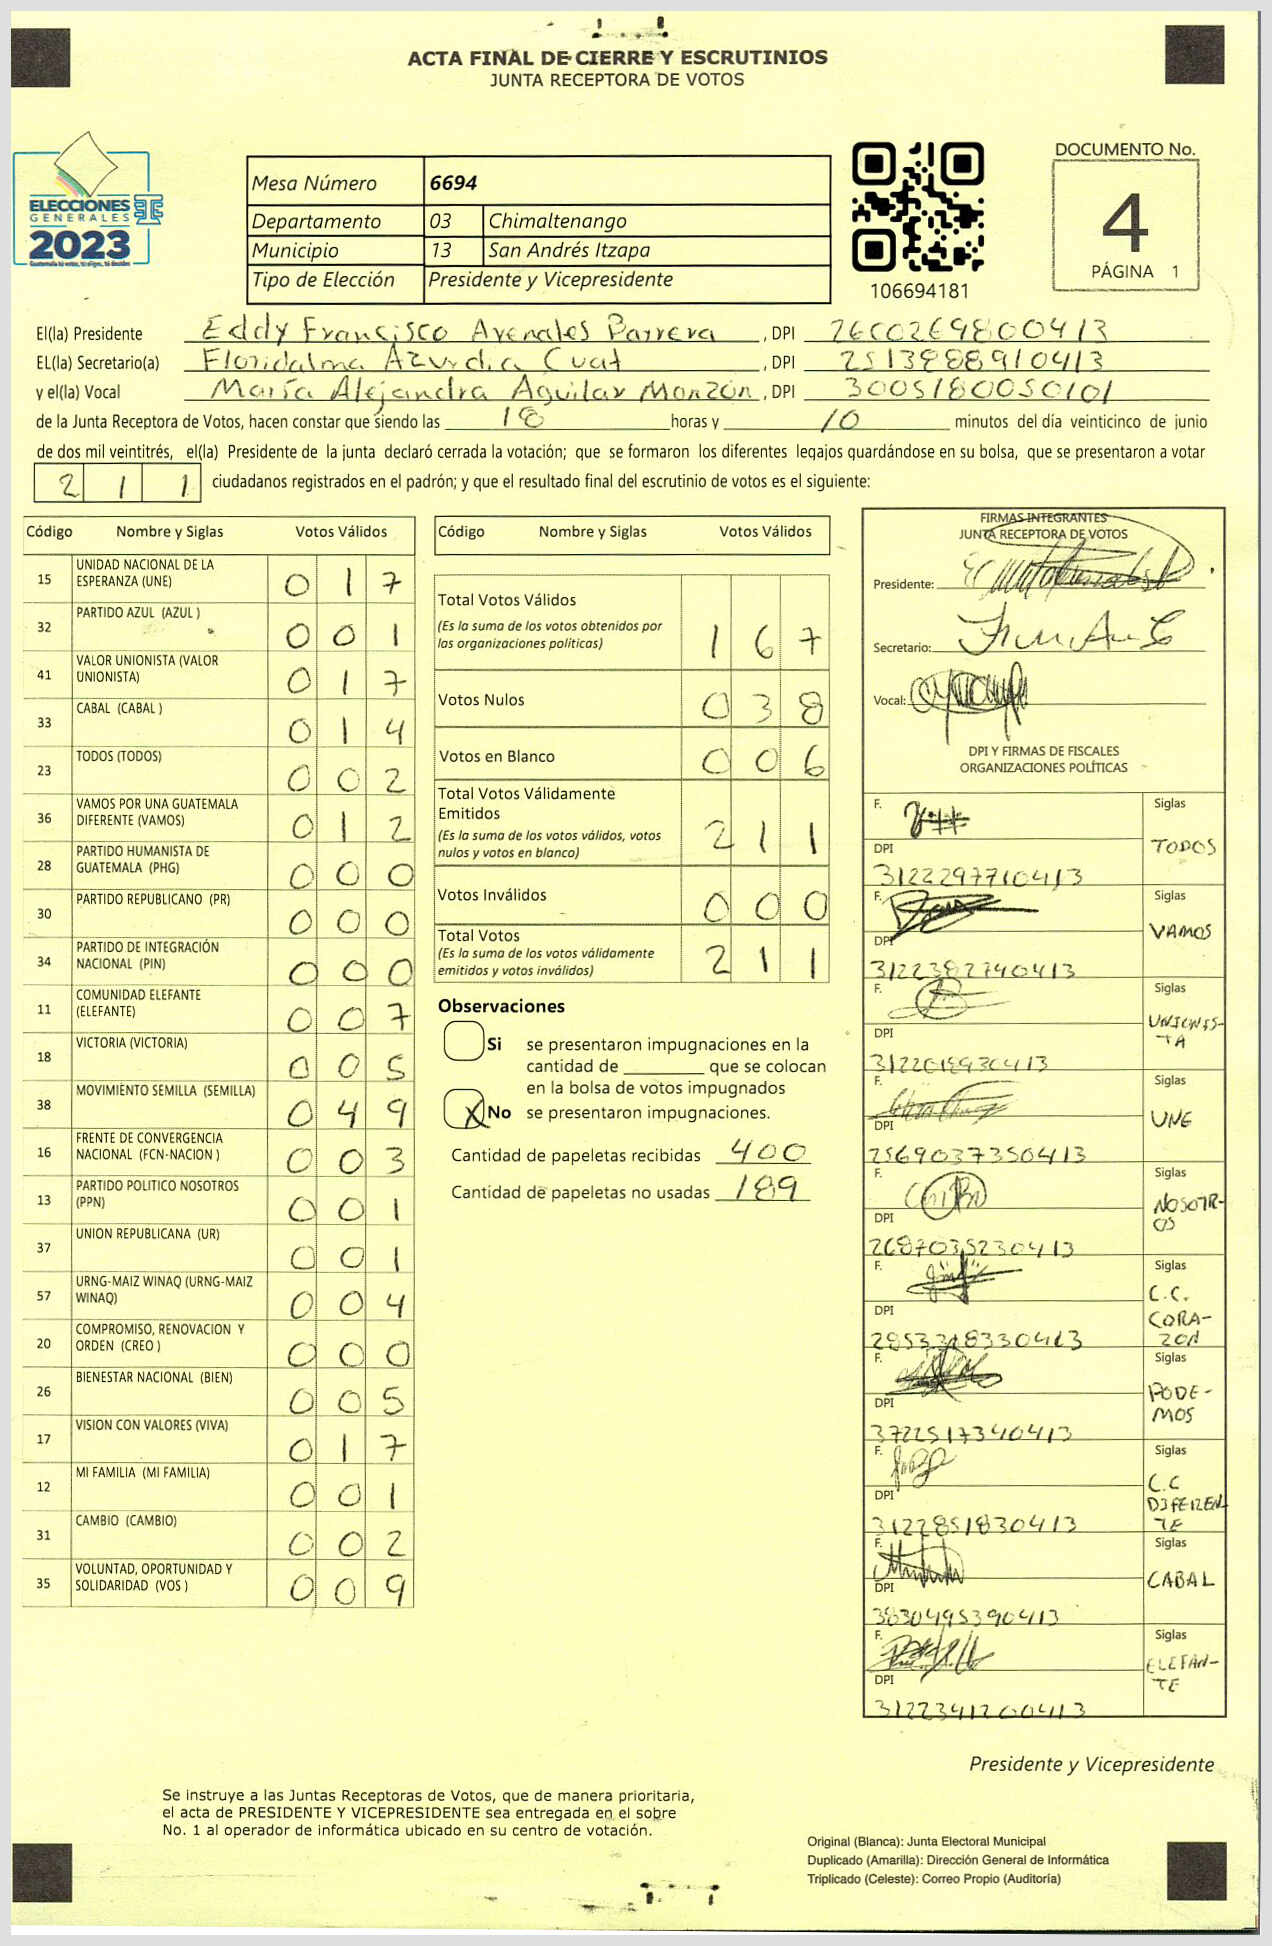 ACTA FINAL DE CIERRE Y ESCRUTINIOS
JUNTA RECEPTORA DE VOTOS
ELECCIONES
GENERALES
2023
Mesa Número 6694
Departamento 03 Chimaltenango
Municipio 13 San Andrés Itzapa
Tipo de Elección Presidente y Vicepresidente
106694181
DOCUMENTO No.
4
PÁGINA 1
El(la) Presidente Eddy Francisco Arenales Parrera, DPI 2600269800413
EL(la) Secretario(a) Floridalma Azurdia Cuat, DPI 2513888910413
y el(la) Vocal María Alejandra Aguilar Monzón, DPI 3005180050101
de la Junta Receptora de Votos, hacen constar que siendo las 18 horas y 10 minutos del día veinticinco de junio
de dos mil veintitrés, el(la) Presidente de la junta declaró cerrada la votación; que se formaron los diferentes legajos guardándose en su bolsa, que se presentaron a votar
2 1 1 ciudadanos registrados en el padrón; y que el resultado final del escrutinio de votos es el siguiente:
Código Nombre y Siglas Votos Válidos
15 UNIDAD NACIONAL DE LA ESPERANZA (UNE) 0 1 7
32 PARTIDO AZUL (AZUL ) 0 0 1
41 VALOR UNIONISTA (VALOR UNIONISTA) 0 1 7
33 CABAL (CABAL ) 0 1 4
23 TODOS (TODOS) 0 0 2
36 VAMOS POR UNA GUATEMALA DIFERENTE (VAMOS) 0 1 2
28 PARTIDO HUMANISTA DE GUATEMALA (PHG) 0 0 0
30 PARTIDO REPUBLICANO (PR) 0 0 0
34 PARTIDO DE INTEGRACIÓN NACIONAL (PIN) 0 0 0
11 COMUNIDAD ELEFANTE (ELEFANTE) 0 0 7
18 VICTORIA (VICTORIA) 0 0 5
38 MOVIMIENTO SEMILLA (SEMILLA) 0 4 9
16 FRENTE DE CONVERGENCIA NACIONAL (FCN-NACION ) 0 0 3
13 PARTIDO POLITICO NOSOTROS (PPN) 0 0 1
37 UNION REPUBLICANA (UR) 0 0 1
57 URNG-MAIZ WINAQ (URNG-MAIZ WINAQ) 0 0 4
20 COMPROMISO, RENOVACION Y ORDEN (CREO ) 0 0 0
26 BIENESTAR NACIONAL (BIEN) 0 0 5
17 VISION CON VALORES (VIVA) 0 1 7
12 MI FAMILIA (MI FAMILIA) 0 0 1
31 CAMBIO (CAMBIO) 0 0 2
35 VOLUNTAD, OPORTUNIDAD Y SOLIDARIDAD (VOS ) 0 0 9
Código Nombre y Siglas Votos Válidos
Total Votos Válidos
(Es la suma de los votos obtenidos por
las organizaciones políticas) 1 6 7
Votos Nulos 0 3 8
Votos en Blanco 0 0 6
Total Votos Válidamente
Emitidos
(Es la suma de los votos válidos, votos
nulos y votos en blanco) 2 1 1
Votos Inválidos 0 0 0
Total Votos
(Es la suma de los votos válidamente
emitidos y votos inválidos) 2 1 1
Observaciones
Si se presentaron impugnaciones en la
cantidad de ________ que se colocan
en la bolsa de votos impugnados
X No se presentaron impugnaciones.
Cantidad de papeletas recibidas 400
Cantidad de papeletas no usadas 189
FIRMAS INTEGRANTES
JUNTA RECEPTORA DE VOTOS
Presidente:
Secretario:
Vocal:
DPI Y FIRMAS DE FISCALES
ORGANIZACIONES POLÍTICAS
F. Siglas
DPI TODOS
3122297710413
F. Siglas
DPI VAMOS
3122382740413
F. Siglas
DPI UNIONIS-
TA
3122018930413
F. Siglas
DPI UNE
2569037350413
F. Siglas
DPI NOSOTR-
OS
2687035230413
F. Siglas
DPI C.C.
CORA-
ZON
2853318330413
F. Siglas
DPI PODE-
MOS
3722517340413
F. Siglas
DPI C.C
DIFEREN
TE
3122851830413
F. Siglas
DPI CABAL
3830495390413
F. Siglas
DPI ELEFAN-
TE
3122341200413
Presidente y Vicepresidente
Se instruye a las Juntas Receptoras de Votos, que de manera prioritaria,
el acta de PRESIDENTE Y VICEPRESIDENTE sea entregada en el sobre
No. 1 al operador de informática ubicado en su centro de votación.
Original (Blanca): Junta Electoral Municipal
Duplicado (Amarilla): Dirección General de Informática
Triplicado (Celeste): Correo Propio (Auditoría)